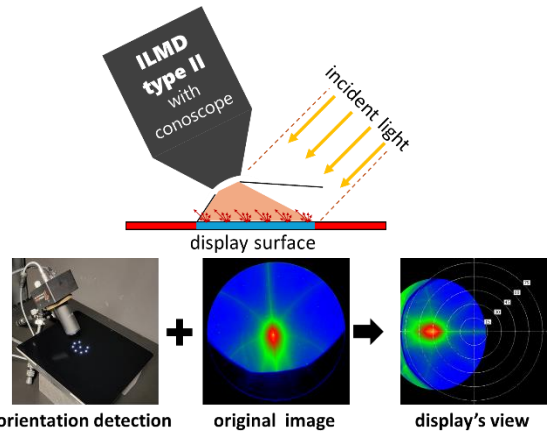 ILMD
type II
with
conoscope
incident light
display surface
orientation detection
original image
display's view